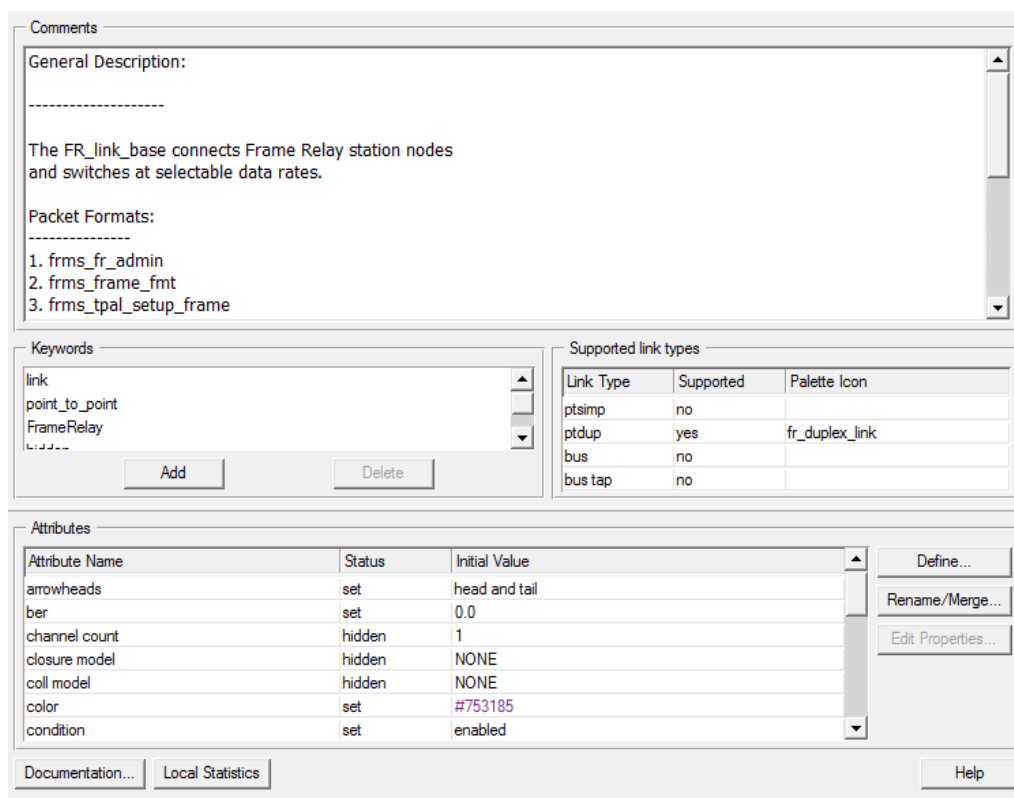 Comments
General Description:
--------------------
The FR_link_base connects Frame Relay station nodes
and switches at selectable data rates.
Packet Formats:
---------------
1. frms_fr_admin
2. frms_frame_fmt
3. frms_tpal_setup_frame
Keywords
link
point_to_point
FrameRelay
Add
Delete
Supported link types
Link Type Supported Palette Icon
ptsimp no
ptdup yes fr_duplex_link
bus no
bus tap no
Attributes
Attribute Name Status Initial Value
arrowheads set head and tail
ber set 0.0
channel count hidden 1
closure model hidden NONE
coll model hidden NONE
color set #753185
condition set enabled
Define...
Rename/Merge...
Edit Properties...
Documentation...
Local Statistics
Help